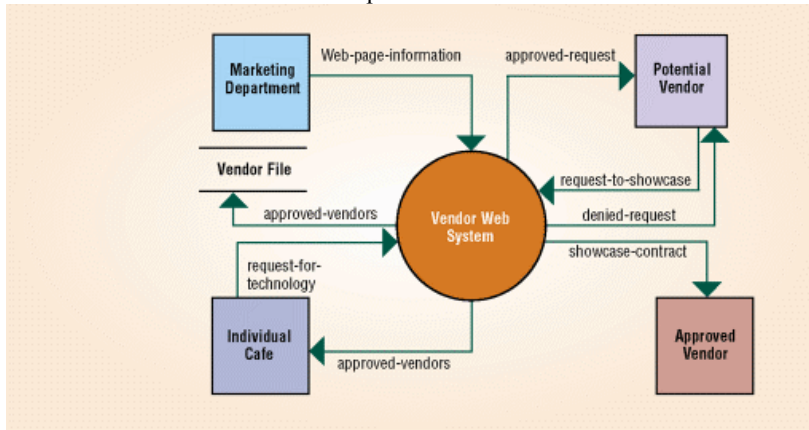 Web-page-information
approved-request
Marketing
Department
Potential
Vendor
Vendor File
request-to-showcase
approved-vendors
Vendor Web
System
denied-request
showcase-contract
request-for-
technology
Individual
Cafe
approved-vendors
Approved
Vendor